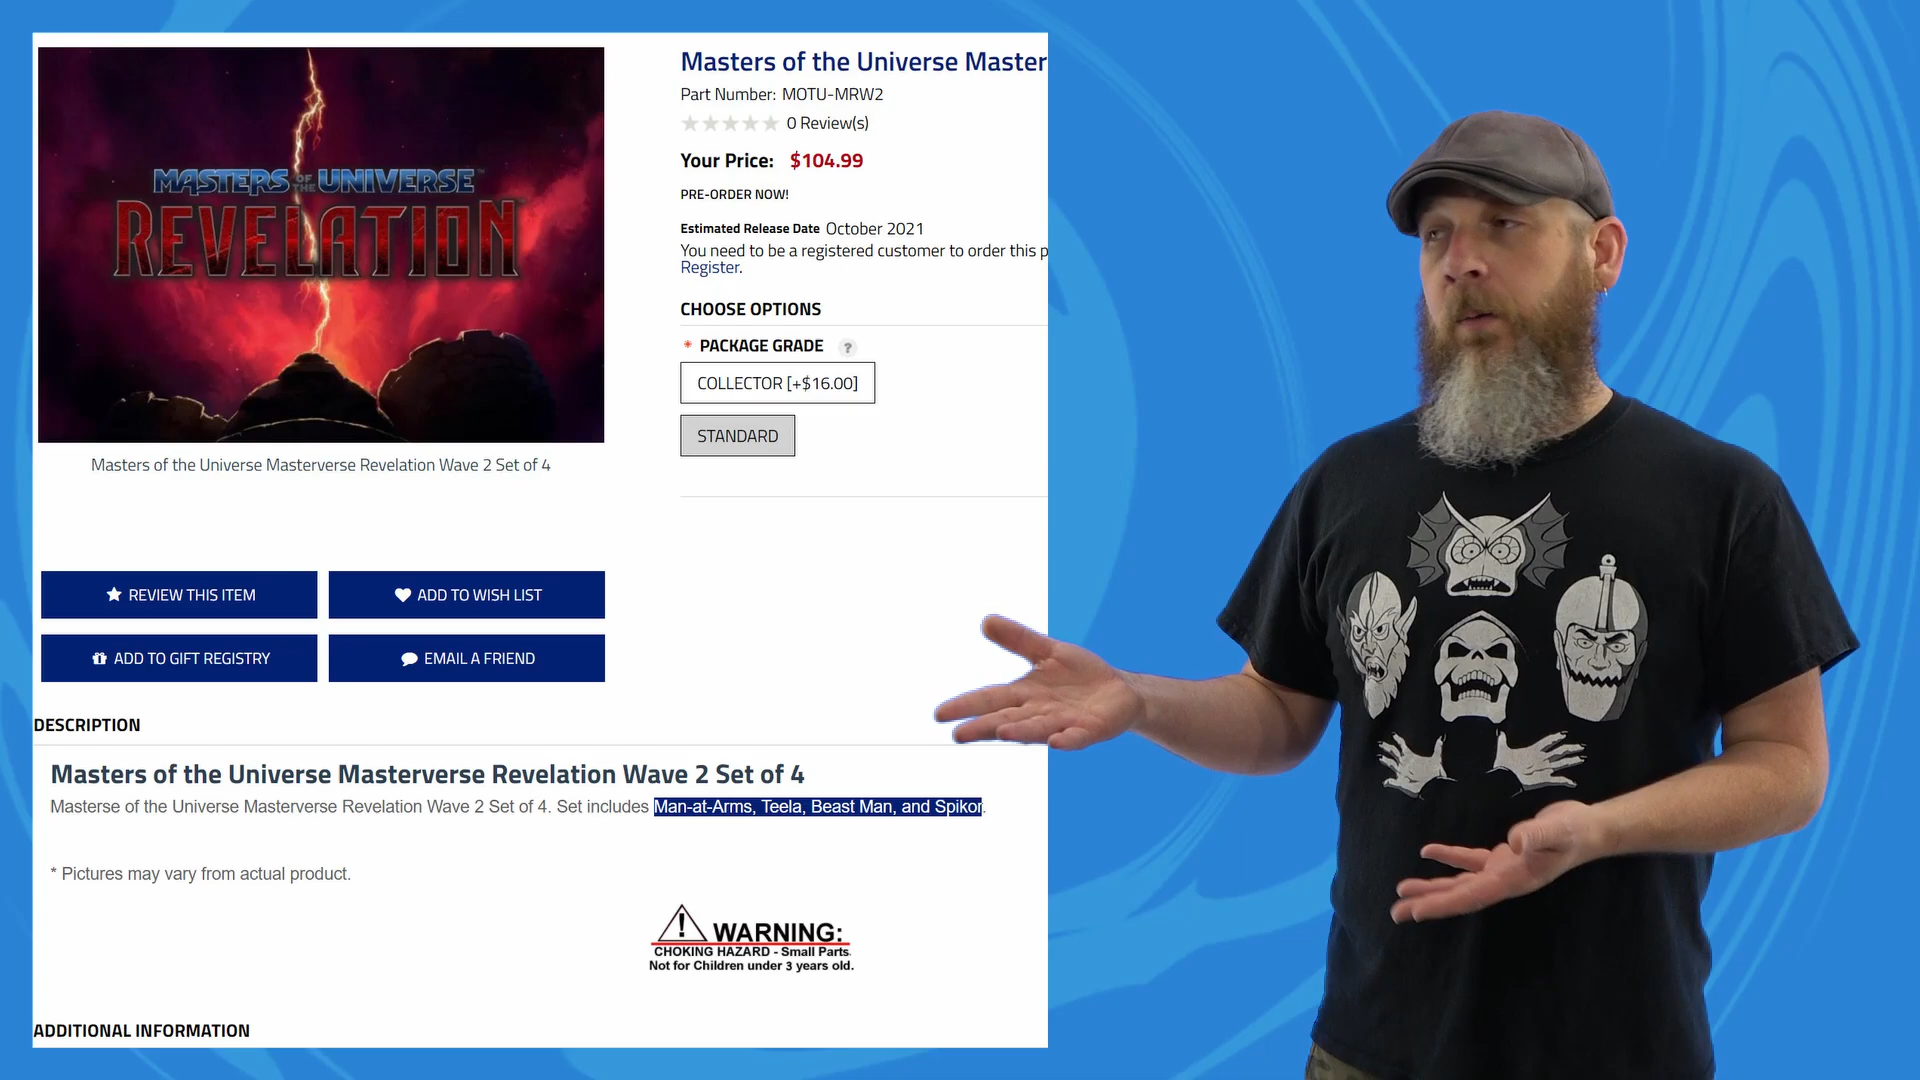 MASTERS OF THE UNIVERSE™
REVELATION
Masters of the Universe Masterverse Revelation Wave 2 Set of 4
REVIEW THIS ITEM
ADD TO WISH LIST
ADD TO GIFT REGISTRY
EMAIL A FRIEND
Masters of the Universe Master
Part Number: MOTU-MRW2
0 Review(s)
Your Price: $104.99
PRE-ORDER NOW!
Estimated Release Date October 2021
You need to be a registered customer to order this p
Register.
CHOOSE OPTIONS
* PACKAGE GRADE ?
COLLECTOR [+$16.00]
STANDARD
DESCRIPTION
Masters of the Universe Masterverse Revelation Wave 2 Set of 4
Masterse of the Universe Masterverse Revelation Wave 2 Set of 4. Set includes Man-at-Arms, Teela, Beast Man, and Spikor.
* Pictures may vary from actual product.
! WARNING:
CHOKING HAZARD - Small Parts
Not for Children under 3 years old.
ADDITIONAL INFORMATION